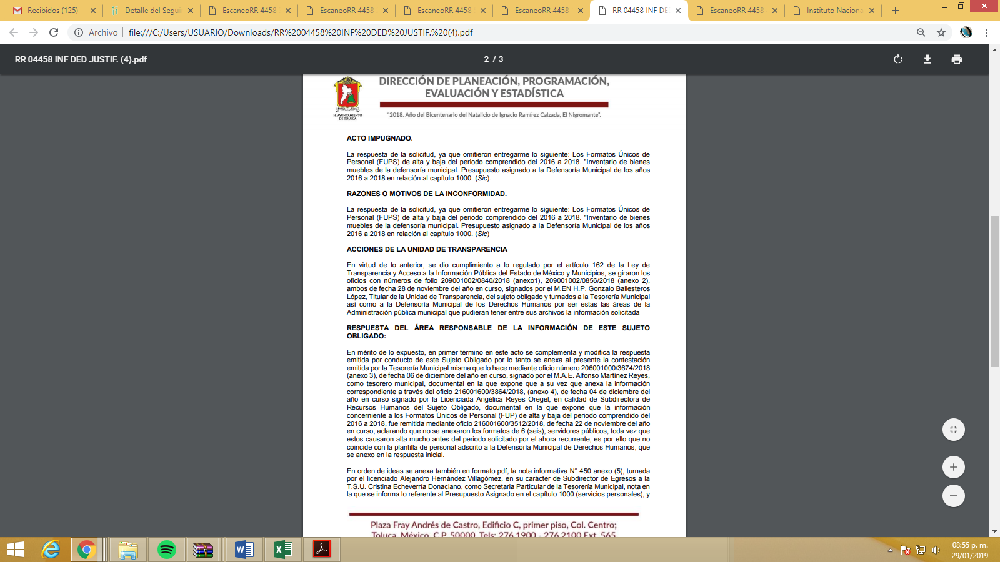 Recibidos (125) -
Detalle del Segui
EscaneoRR 4458
EscaneoRR 4458
EscaneoRR 4458
EscaneoRR 4458
RR 04458 INF DE
EscaneoRR 4458
Instituto Naciona
Archivo
file:///C:/Users/USUARIO/Downloads/RR%2004458%20INF%20DED%20JUSTIF.%20(4).pdf
RR 04458 INF DED JUSTIF. (4).pdf
2 / 3
H. AYUNTAMIENTO
DE TOLUCA
DIRECCIÓN DE PLANEACIÓN, PROGRAMACIÓN,
EVALUACIÓN Y ESTADÍSTICA
"2018. Año del Bicentenario del Natalicio de Ignacio Ramírez Calzada, El Nigromante".
ACTO IMPUGNADO.
La respuesta de la solicitud, ya que omitieron entregarme lo siguiente: Los Formatos Únicos de
Personal (FUPS) de alta y baja del periodo comprendido del 2016 a 2018. "Inventario de bienes
muebles de la defensoría municipal. Presupuesto asignado a la Defensoría Municipal de los años
2016 a 2018 en relación al capítulo 1000. (Sic).
RAZONES O MOTIVOS DE LA INCONFORMIDAD.
La respuesta de la solicitud, ya que omitieron entregarme lo siguiente: Los Formatos Únicos de
Personal (FUPS) de alta y baja del periodo comprendido del 2016 a 2018. "Inventario de bienes
muebles de la defensoría municipal. Presupuesto asignado a la Defensoría Municipal de los años
2016 a 2018 en relación al capítulo 1000. (Sic)
ACCIONES DE LA UNIDAD DE TRANSPARENCIA
En virtud de lo anterior, se dio cumplimiento a lo regulado por el artículo 162 de la Ley de
Transparencia y Acceso a la Información Pública del Estado de México y Municipios, se giraron los
oficios con números de folio 209001002/0840/2018 (anexo1), 209001002/0856/2018 (anexo 2),
ambos de fecha 28 de noviembre del año en curso, signados por el M.EN H.P. Gonzalo Ballesteros
López, Titular de la Unidad de Transparencia, del sujeto obligado y turnados a la Tesorería Municipal
así como a la Defensoría Municipal de los Derechos Humanos por ser estas las áreas de la
Administración pública municipal que pudieran tener entre sus archivos la información solicitada
RESPUESTA DEL ÁREA RESPONSABLE DE LA INFORMACIÓN DE ESTE SUJETO
OBLIGADO:
En mérito de lo expuesto, en primer término en este acto se complementa y modifica la respuesta
emitida por conducto de este Sujeto Obligado por lo tanto se anexa al presente la contestación
emitida por la Tesorería Municipal misma que lo hace mediante oficio número 206001000/3674/2018
(anexo 3), de fecha 06 de diciembre del año en curso, signado por el M.A.E. Alfonso Martínez Reyes,
como tesorero municipal, documental en la que expone que a su vez que anexa la información
correspondiente a través del oficio 216001600/3864/2018, (anexo 4), de fecha 04 de diciembre del
año en curso signado por la Licenciada Angélica Reyes Oregel, en calidad de Subdirectora de
Recursos Humanos del Sujeto Obligado, documental en la que expone que la información
concerniente a los Formatos Únicos de Personal (FUP) de alta y baja del periodo comprendido del
2016 a 2018, fue remitida mediante oficio 216001600/3512/2018, de fecha 22 de noviembre del año
en curso, aclarando que no se anexaron los formatos de 6 (seis), servidores públicos, toda vez que
estos causaron alta mucho antes del periodo solicitado por el ahora recurrente, es por ello que no
coincide con la plantilla de personal adscrito a la Defensoría Municipal de Derechos Humanos, que
se anexo en la respuesta inicial.
En orden de ideas se anexa también en formato pdf, la nota informativa N° 450 anexo (5), turnada
por el licenciado Alejandro Hernández Villagómez, en su carácter de Subdirector de Egresos a la
T.S.U. Cristina Echeverría Donaciano, como Secretaria Particular de la Tesorería Municipal, nota en
la que se informa lo referente al Presupuesto Asignado en el capítulo 1000 (servicios personales), y
Plaza Fray Andrés de Castro, Edificio C, primer piso, Col. Centro;
Toluca, México. C.P. 50000. Tels: 276 1900 - 276 2100 Ext. 565
08:55 p. m.
29/01/2019